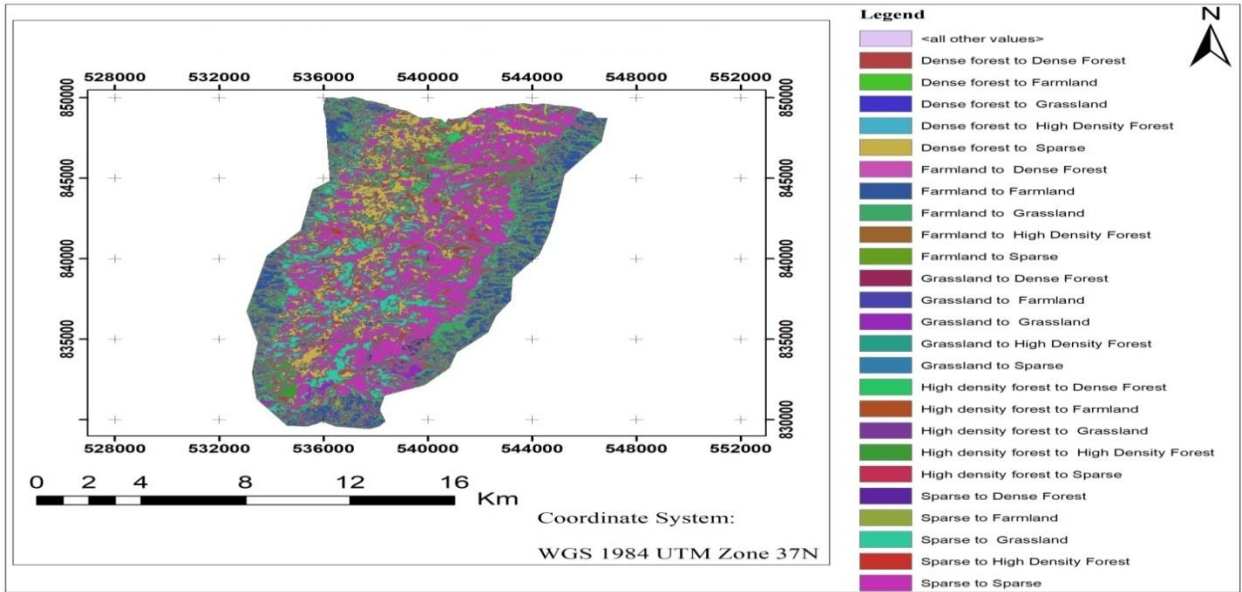 528000 532000 536000 540000 544000 548000 552000
850000 850000
845000 845000
840000 840000
835000 835000
830000 830000
528000 532000 536000 540000 544000 548000 552000
0 2 4 8 12 16
Km
Coordinate System:
WGS 1984 UTM Zone 37N
Legend
N
<all other values>
Dense forest to Dense Forest
Dense forest to Farmland
Dense forest to Grassland
Dense forest to High Density Forest
Dense forest to Sparse
Farmland to Dense Forest
Farmland to Farmland
Farmland to Grassland
Farmland to High Density Forest
Farmland to Sparse
Grassland to Dense Forest
Grassland to Farmland
Grassland to Grassland
Grassland to High Density Forest
Grassland to Sparse
High density forest to Dense Forest
High density forest to Farmland
High density forest to Grassland
High density forest to High Density Forest
High density forest to Sparse
Sparse to Dense Forest
Sparse to Farmland
Sparse to Grassland
Sparse to High Density Forest
Sparse to Sparse